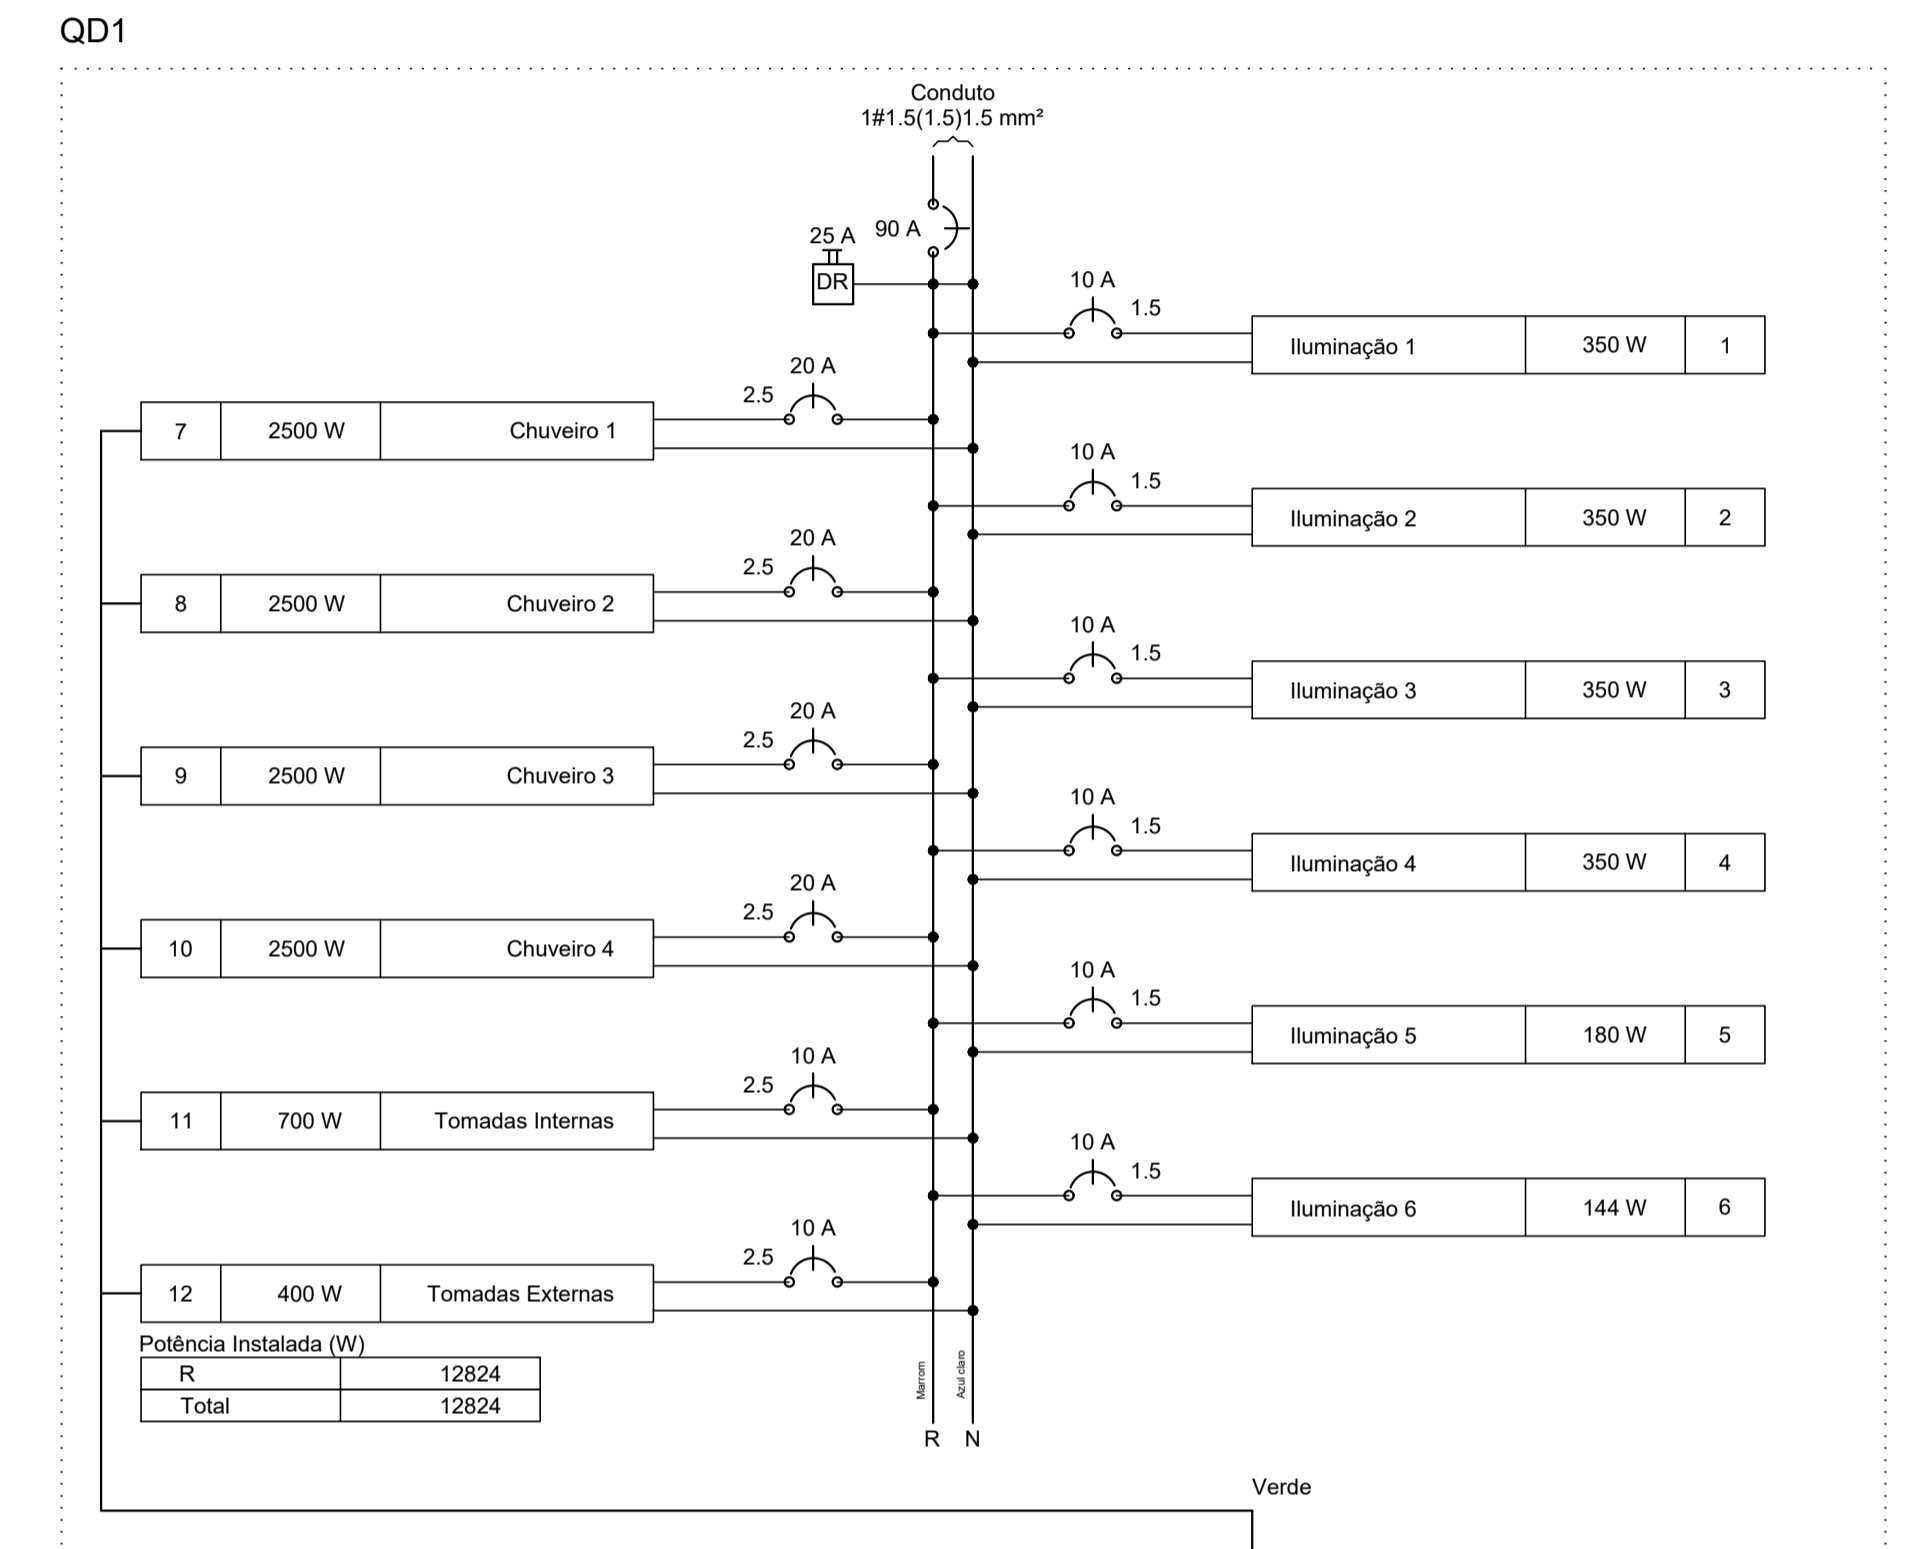 QD1
Conduto
1#1.5(1.5)1.5 mm²
90 A
25 A
DR
10 A
1.5
Iluminação 1 350 W 1
20 A
2.5
7 2500 W Chuveiro 1
10 A
1.5
Iluminação 2 350 W 2
20 A
2.5
8 2500 W Chuveiro 2
10 A
1.5
Iluminação 3 350 W 3
20 A
2.5
9 2500 W Chuveiro 3
10 A
1.5
Iluminação 4 350 W 4
20 A
2.5
10 2500 W Chuveiro 4
10 A
1.5
Iluminação 5 180 W 5
10 A
2.5
11 700 W Tomadas Internas
10 A
1.5
Iluminação 6 144 W 6
10 A
2.5
12 400 W Tomadas Externas
Potência Instalada (W)
R 12824
Total 12824
Marrom
Azul claro
R N
Verde